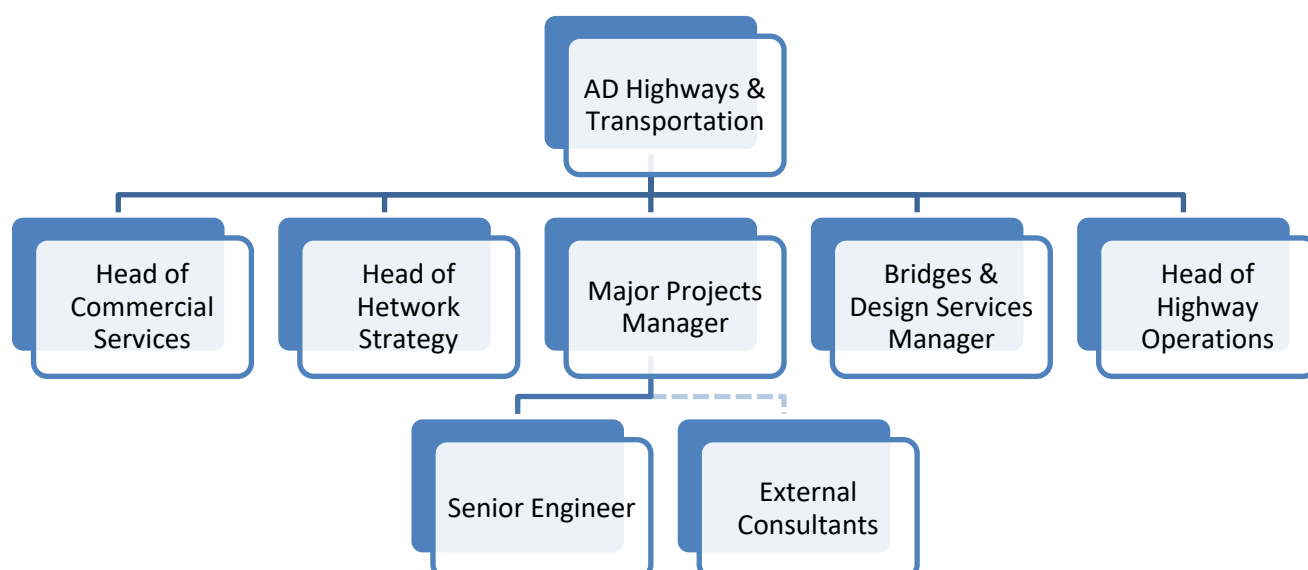 AD Highways &
Transportation
Head of
Commercial
Services
Head of
Hetwork
Strategy
Major Projects
Manager
Bridges &
Design Services
Manager
Head of
Highway
Operations
Senior Engineer
External
Consultants